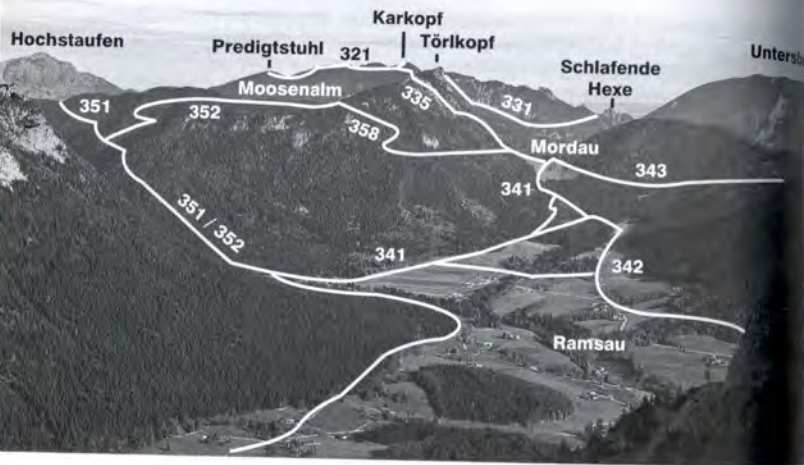 Karkopf
Hochstaufen
Predigtstuhl
321
Törlkopf
Schlafende
Hexe
351
352
Moosenalm
335
331
358
Mordau
343
341
351 / 352
341
342
Ramsau